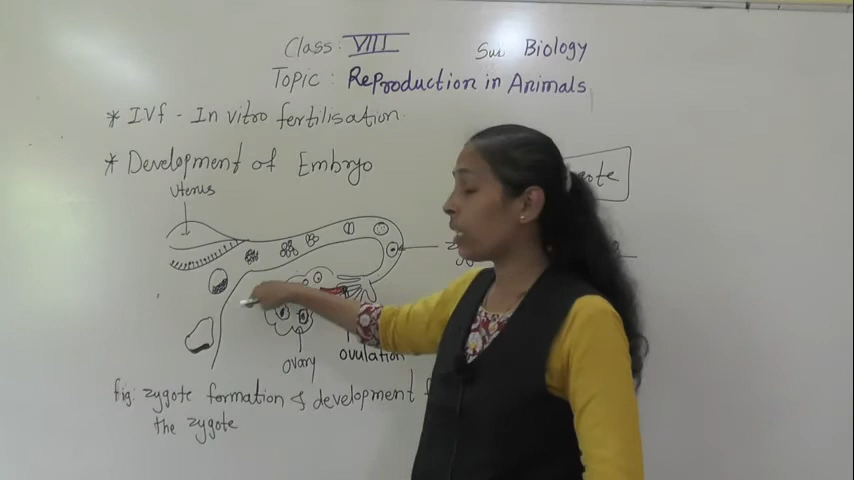 Class: VIII Sub Biology
Topic: Reproduction in Animals
* IVf - In vitro fertilisation.
* Development of Embryo
Uterus
ovary
ovulation
fig: zygote formation & development
the zygote